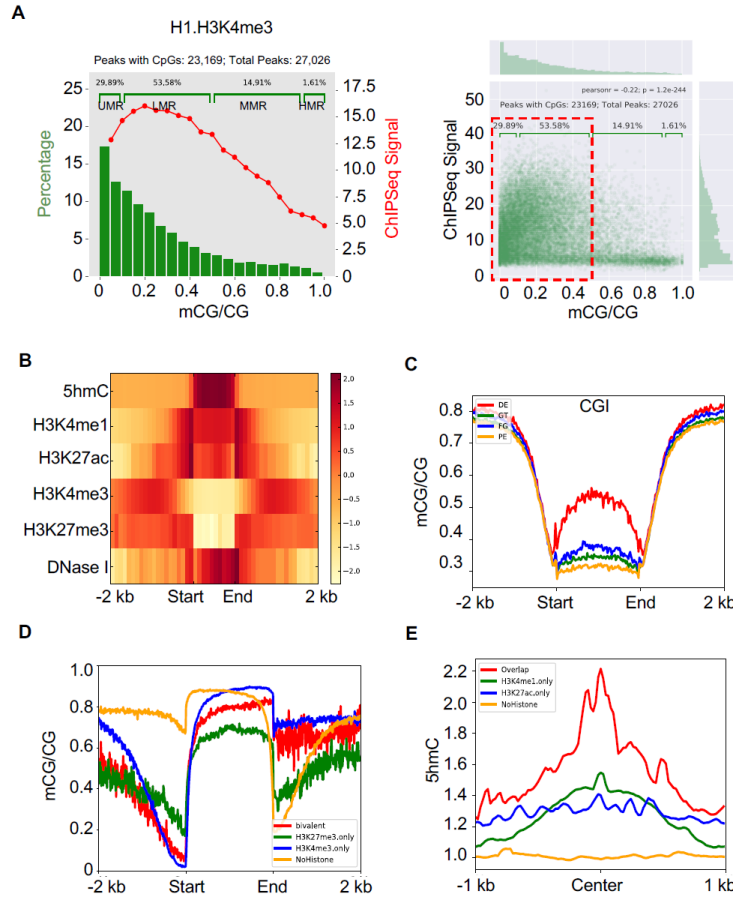 A
H1.H3K4me3
Peaks with CpGs: 23,169; Total Peaks: 27,026
29.89% 53.58% 14.91% 1.61%
UMR LMR MMR HMR
25
20
15
10
5
0
Percentage
17.5
15.0
12.5
10.0
7.5
5.0
2.5
0
ChIPSeq Signal
0 0.2 0.4 0.6 0.8 1.0
mCG/CG
pearsonr = -0.22; p = 1.2e-244
Peaks with CpGs: 23169; Total Peaks: 27026
29.89% 53.58% 14.91% 1.61%
50
40
30
20
10
0
ChIPSeq Signal
0 0.2 0.4 0.6 0.8 1.0
mCG/CG
B
5hmC
H3K4me1
H3K27ac
H3K4me3
H3K27me3
DNase I
-2 kb Start End 2 kb
2.0
1.5
1.0
0.5
0.0
-0.5
-1.0
-1.5
-2.0
C
CGI
DE
GT
FG
PE
0.8
0.7
0.5
0.4
0.3
mCG/CG
-2 kb Start End 2 kb
D
1.0
0.8
0.6
0.4
0.2
0
mCG/CG
bivalent
H3K27me3.only
H3K4me3.only
NoHistone
-2 kb Start End 2 kb
E
Overlap
H3K4me1.only
H3K27ac.only
NoHistone
2.2
2.0
1.8
1.6
1.4
1.2
1.0
5hmC
-1 kb Center 1 kb